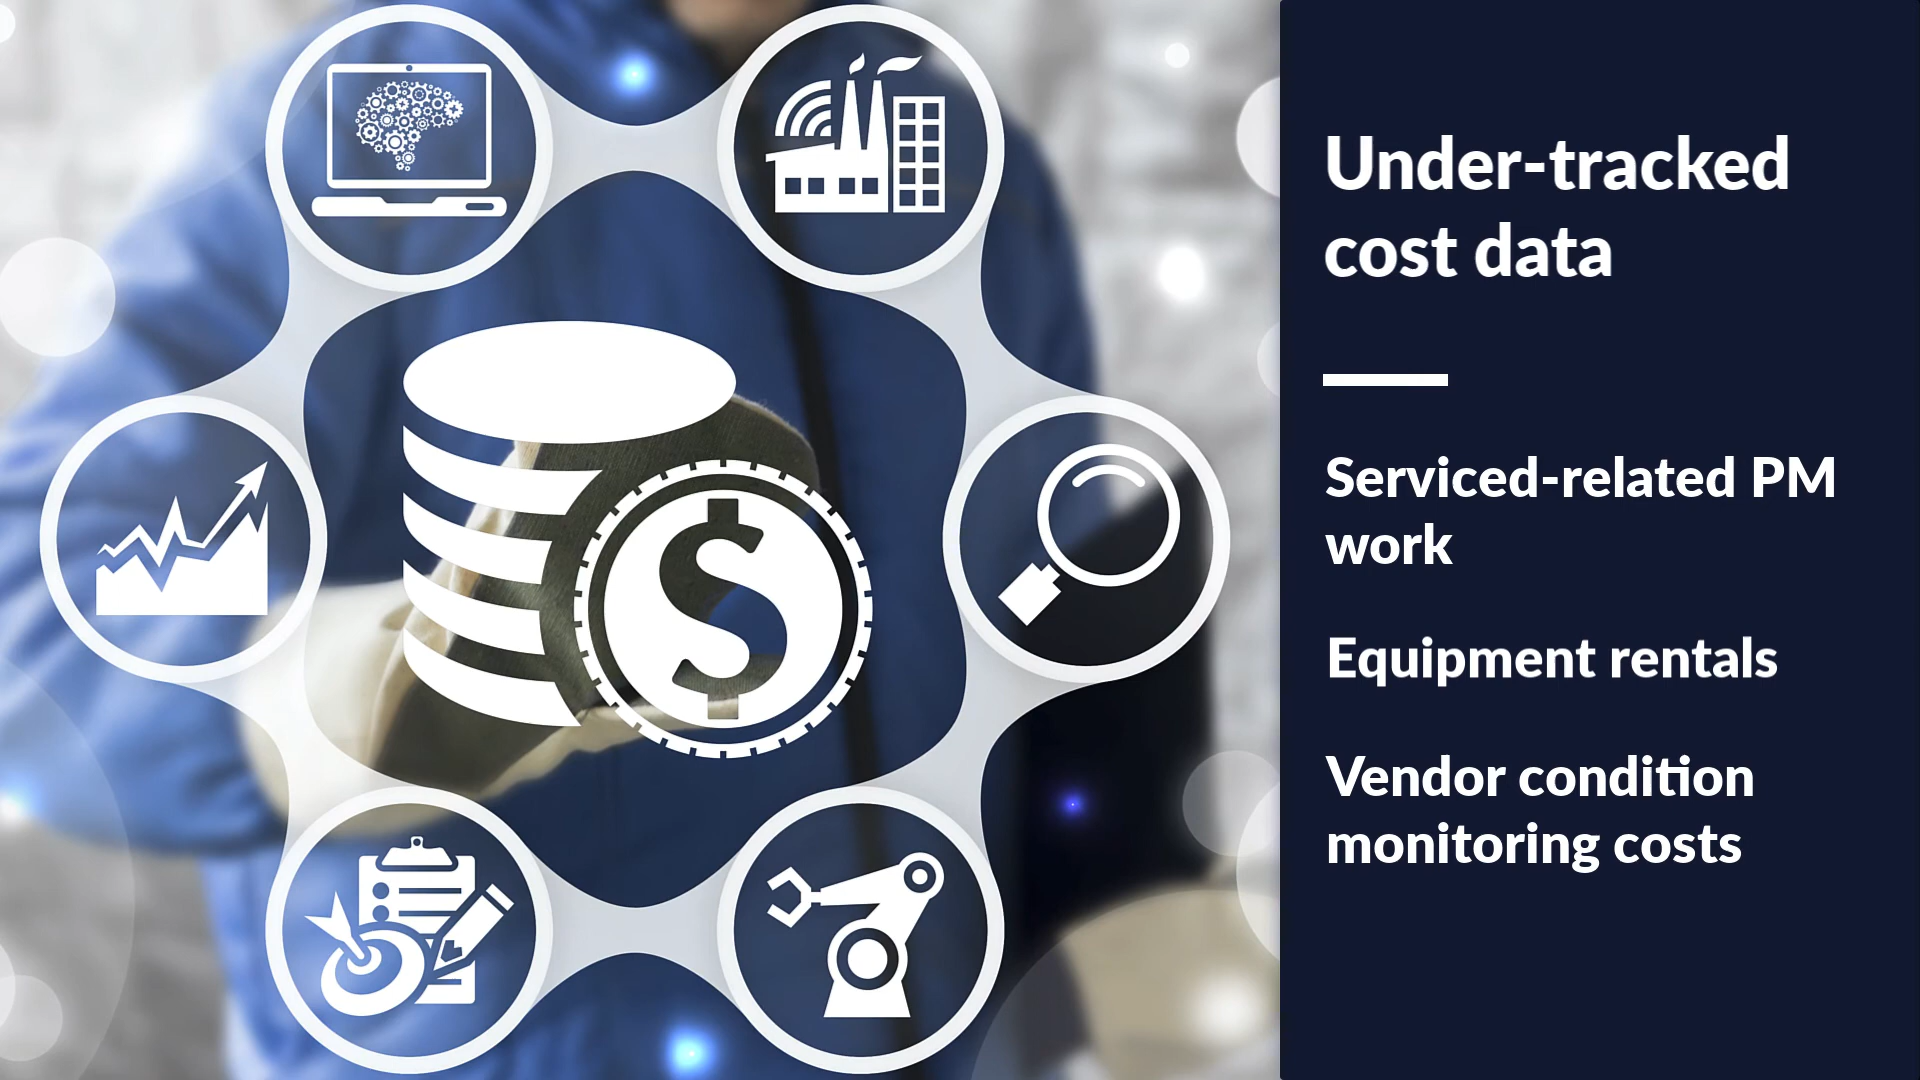 Under-tracked
cost data
Serviced-related PM
work
Equipment rentals
Vendor condition
monitoring costs